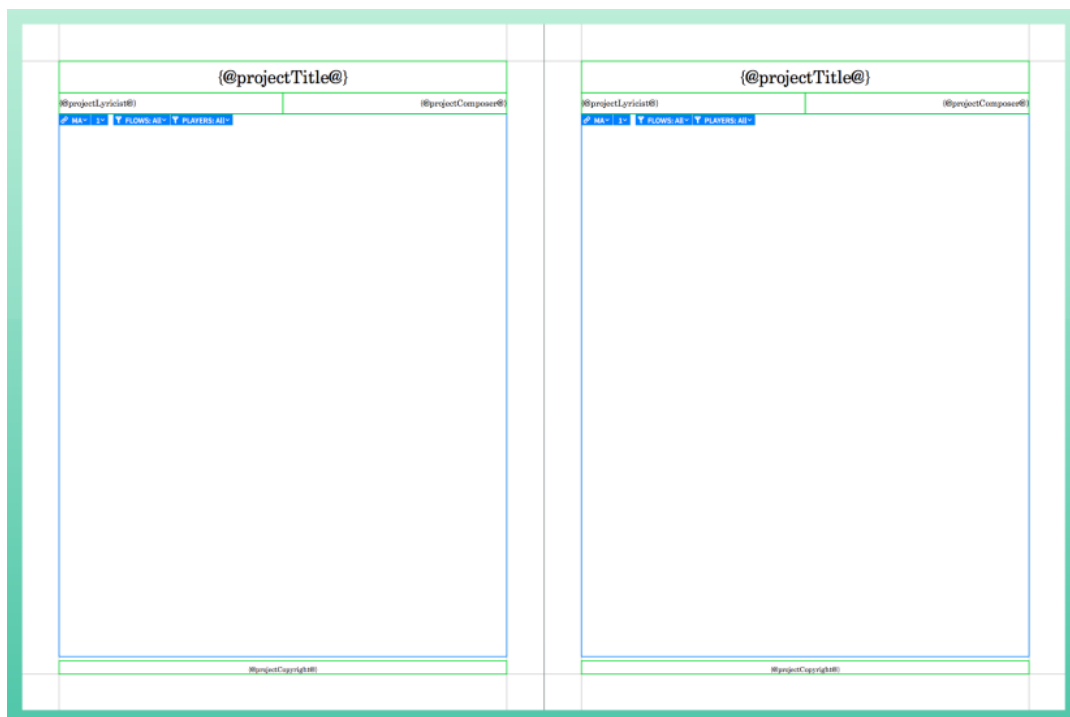 {@projectTitle@}
{@projectLyricist@} {@projectComposer@}
MA 1 FLOWS: All PLAYERS: All
{@projectCopyright@}
{@projectTitle@}
{@projectLyricist@} {@projectComposer@}
MA 1 FLOWS: All PLAYERS: All
{@projectCopyright@}